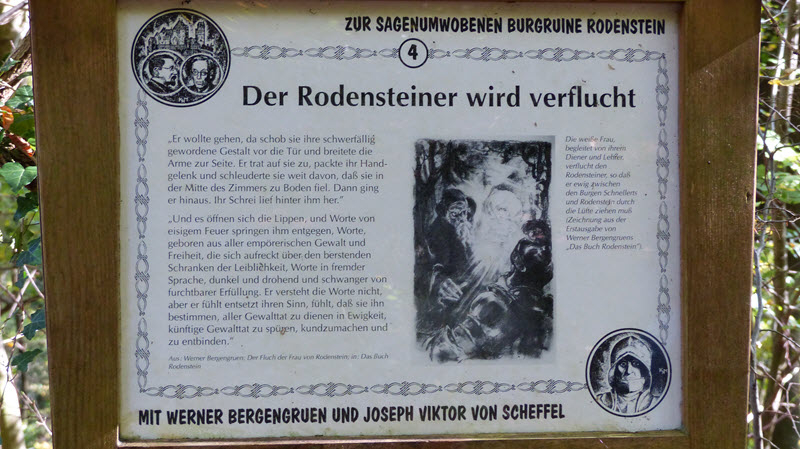 ZUR SAGENUMWOBENEN BURGRUINE RODENSTEIN
4
Der Rodensteiner wird verflucht
„Er wollte gehen, da schob sie ihre schwerfällig
gewordene Gestalt vor die Tür und breitete die
Arme zur Seite. Er trat auf sie zu, packte ihr Hand-
gelenk und schleuderte sie weit davon, daß sie in
der Mitte des Zimmers zu Boden fiel. Dann ging
er hinaus. Ihr Schrei lief hinter ihm her.“
„Und es öffnen sich die Lippen, und Worte von
eisigem Feuer springen ihm entgegen, Worte,
geboren aus aller empörerischen Gewalt und
Freiheit, die sich aufreckt über den berstenden
Schranken der Leiblichkeit, Worte in fremder
Sprache, dunkel und drohend und schwanger von
furchtbarer Erfüllung. Er versteht die Worte nicht,
aber er fühlt entsetzt ihren Sinn, fühlt, daß sie ihn
bestimmen, aller Gewalttat zu dienen in Ewigkeit,
künftige Gewalttat zu spüren, kundzumachen und
zu entbinden.“
Aus: Werner Bergengruen; Der Fluch der Frau von Rodenstein; in: Das Buch
Rodenstein
Die weiße Frau,
begleitet von ihrem
Diener und Lehrer,
verflucht den
Rodensteiner, so daß
er ewig zwischen
den Burgen Schnellerts
und Rodenstein durch
die Lüfte ziehen muß
(Zeichnung aus der
Erstausgabe von
Werner Bergengruens
„Das Buch Rodenstein“).
MIT WERNER BERGENGRUEN UND JOSEPH VIKTOR VON SCHEFFEL